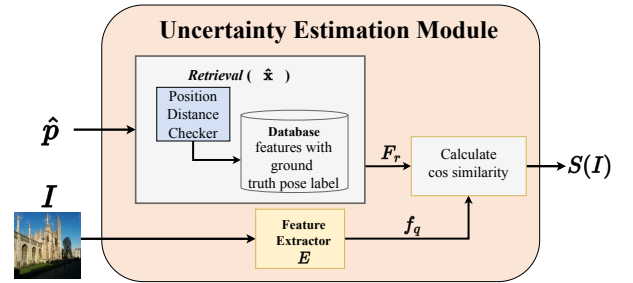 Uncertainty Estimation Module
Retrieval ( x̂ )
Position
Distance
Checker
Database
features with
ground
truth pose label
p̂
F_r
Calculate
cos similarity
S(I)
I
Feature
Extractor
E
f_q